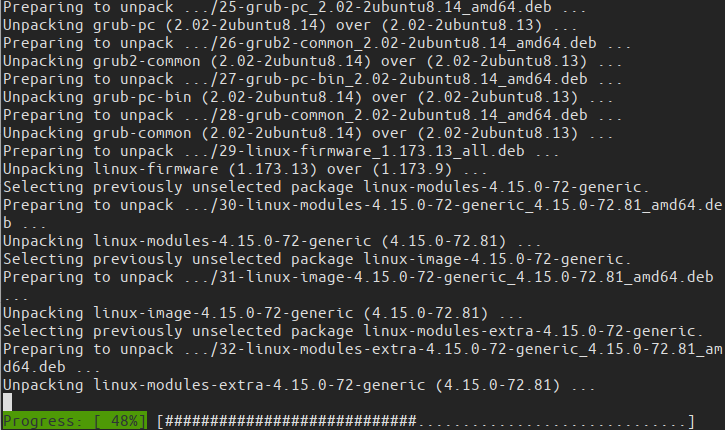 Preparing to unpack .../25-grub-pc_2.02-2ubuntu8.14_amd64.deb ...
Unpacking grub-pc (2.02-2ubuntu8.14) over (2.02-2ubuntu8.13) ...
Preparing to unpack .../26-grub2-common_2.02-2ubuntu8.14_amd64.deb ...
Unpacking grub2-common (2.02-2ubuntu8.14) over (2.02-2ubuntu8.13) ...
Preparing to unpack .../27-grub-pc-bin_2.02-2ubuntu8.14_amd64.deb ...
Unpacking grub-pc-bin (2.02-2ubuntu8.14) over (2.02-2ubuntu8.13) ...
Preparing to unpack .../28-grub-common_2.02-2ubuntu8.14_amd64.deb ...
Unpacking grub-common (2.02-2ubuntu8.14) over (2.02-2ubuntu8.13) ...
Preparing to unpack .../29-linux-firmware_1.173.13_all.deb ...
Unpacking linux-firmware (1.173.13) over (1.173.9) ...
Selecting previously unselected package linux-modules-4.15.0-72-generic.
Preparing to unpack .../30-linux-modules-4.15.0-72-generic_4.15.0-72.81_amd64.de
b ...
Unpacking linux-modules-4.15.0-72-generic (4.15.0-72.81) ...
Selecting previously unselected package linux-image-4.15.0-72-generic.
Preparing to unpack .../31-linux-image-4.15.0-72-generic_4.15.0-72.81_amd64.deb
...
Unpacking linux-image-4.15.0-72-generic (4.15.0-72.81) ...
Selecting previously unselected package linux-modules-extra-4.15.0-72-generic.
Preparing to unpack .../32-linux-modules-extra-4.15.0-72-generic_4.15.0-72.81_am
d64.deb ...
Unpacking linux-modules-extra-4.15.0-72-generic (4.15.0-72.81) ...
Progress: [ 48%] [############################..............................]